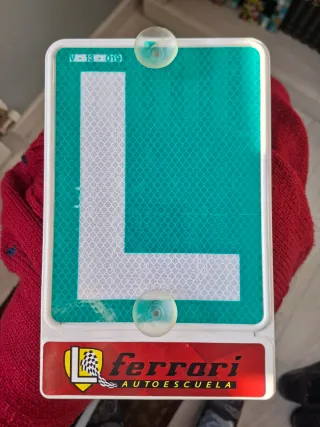 V - 13 - 019
L
L ferrari
AUTOESCUELA